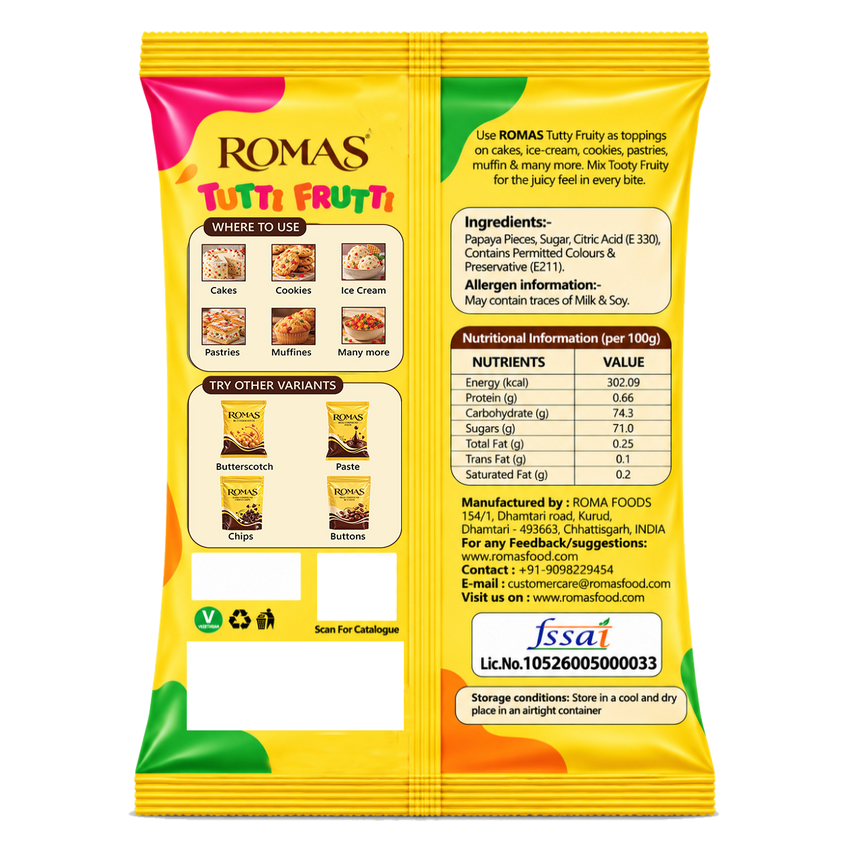 ROMAS®
TUTTI FRUTTI
WHERE TO USE
Cakes
Cookies
Ice Cream
Pastries
Muffines
Many more
TRY OTHER VARIANTS
ROMAS
Butterscotch
ROMAS
Paste
ROMAS
Chips
ROMAS
Buttons
V
VEGETARIAN
Scan For Catalogue
Use ROMAS Tutty Fruity as toppings
on cakes, ice-cream, cookies, pastries,
muffin & many more. Mix Tooty Fruity
for the juicy feel in every bite.
Ingredients:-
Papaya Pieces, Sugar, Citric Acid (E 330),
Contains Permitted Colours &
Preservative (E211).
Allergen information:-
May contain traces of Milk & Soy.
Nutritional Information (per 100g)
NUTRIENTS VALUE
Energy (kcal) 302.09
Protein (g) 0.66
Carbohydrate (g) 74.3
Sugars (g) 71.0
Total Fat (g) 0.25
Trans Fat (g) 0.1
Saturated Fat (g) 0.2
Manufactured by : ROMA FOODS
154/1, Dhamtari road, Kurud,
Dhamtari - 493663, Chhattisgarh, INDIA
For any Feedback/suggestions:
www.romasfood.com
Contact : +91-9098229454
E-mail : customercare@romasfood.com
Visit us on : www.romasfood.com
fssai
Lic.No.10526005000033
Storage conditions: Store in a cool and dry
place in an airtight container